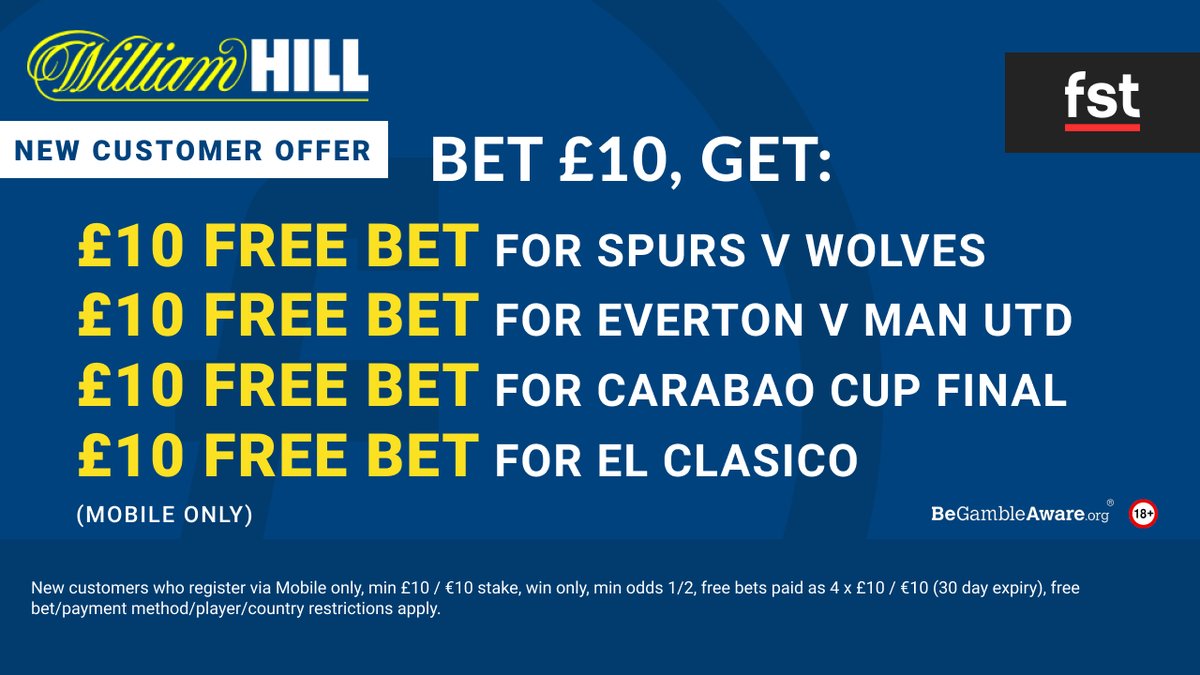 William HILL
fst
NEW CUSTOMER OFFER
BET £10, GET:
£10 FREE BET FOR SPURS V WOLVES
£10 FREE BET FOR EVERTON V MAN UTD
£10 FREE BET FOR CARABAO CUP FINAL
£10 FREE BET FOR EL CLASICO
(MOBILE ONLY)
BeGambleAware.org® 18+
New customers who register via Mobile only, min £10 / €10 stake, win only, min odds 1/2, free bets paid as 4 x £10 / €10 (30 day expiry), free
bet/payment method/player/country restrictions apply.